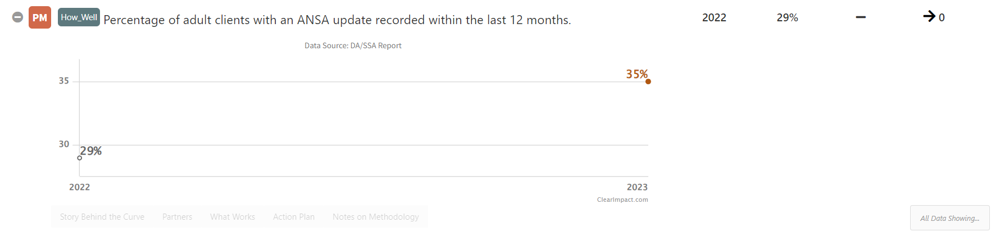 PM How_Well Percentage of adult clients with an ANSA update recorded within the last 12 months. 2022 29% – → 0
Data Source: DA/SSA Report
35%
35
30
29%
2022 2023
ClearImpact.com
Story Behind the Curve Partners What Works Action Plan Notes on Methodology
All Data Showing...